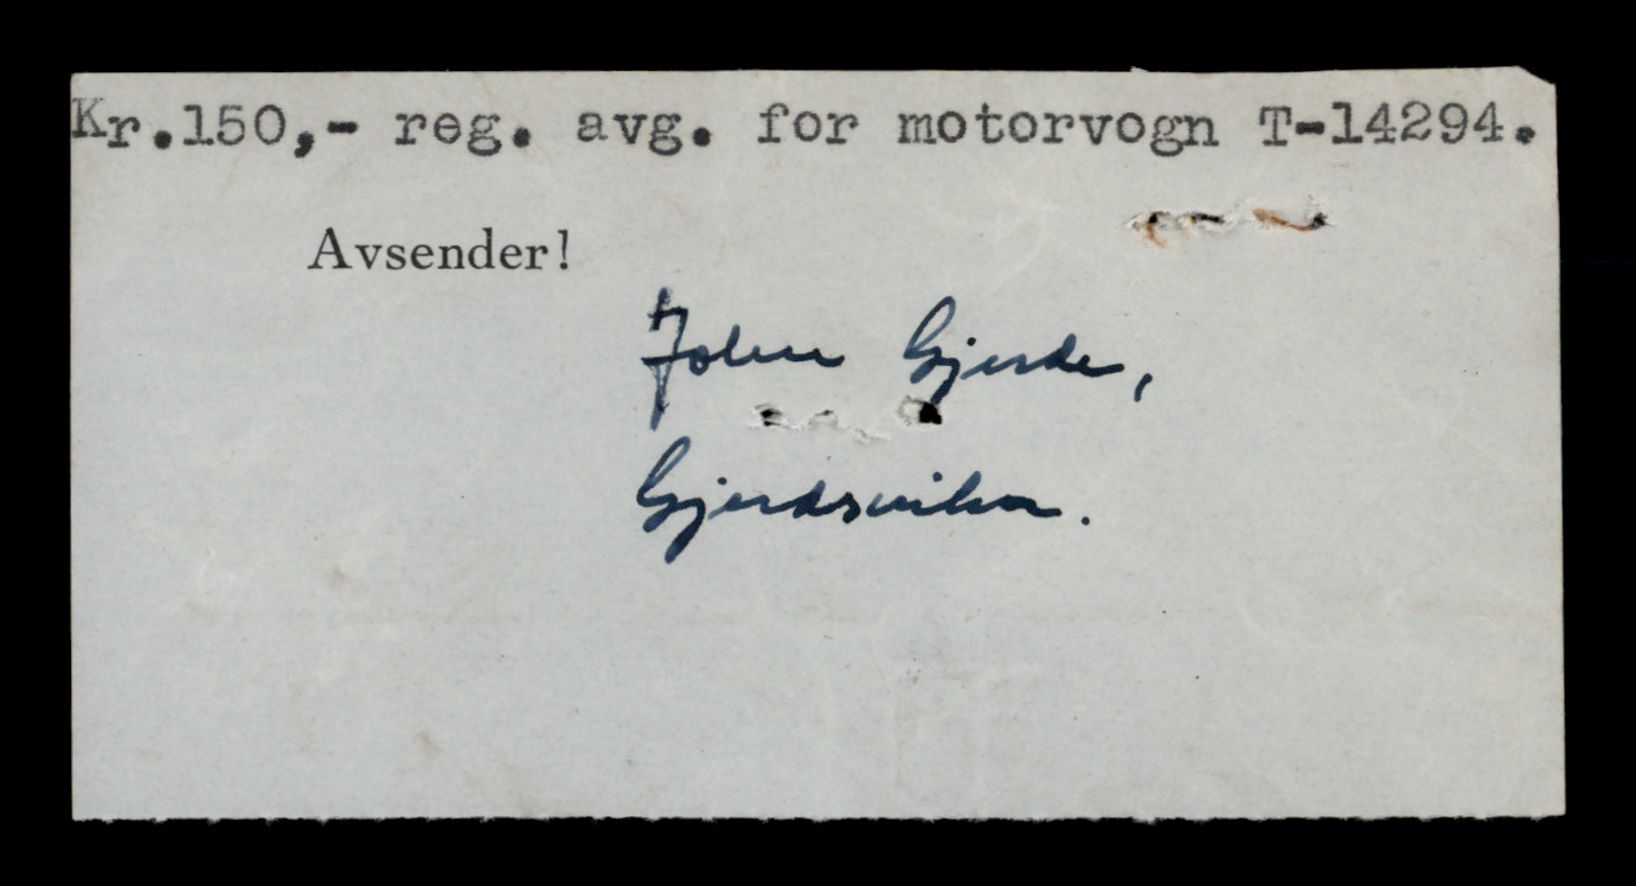 Kr.150,- reg. avg. for motorvogn T-14294.
Avsender!
Johan Gjerde,
Gjerdsvika.